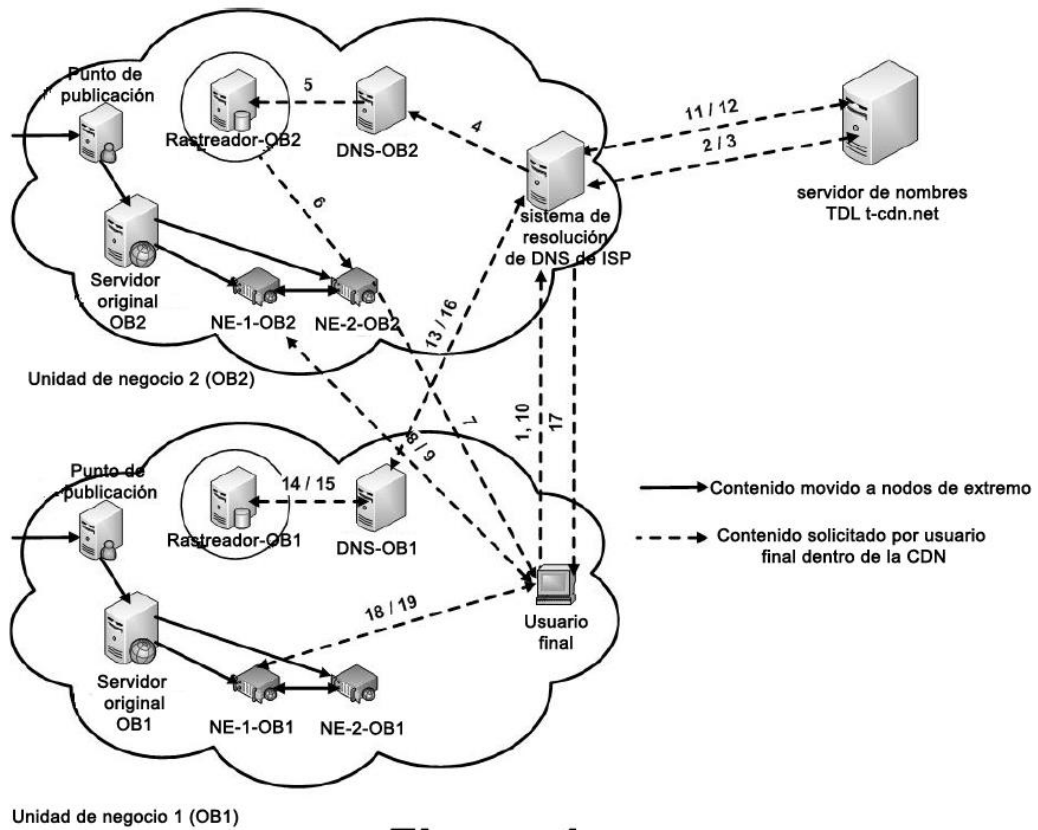 Punto de
publicación
Rastreador-OB2
5
DNS-OB2
4
11 / 12
2 / 3
servidor de nombres
TDL t-cdn.net
sistema de
resolución
de DNS de ISP
6
Servidor
original
OB2
NE-1-OB2
NE-2-OB2
13 / 16
Unidad de negocio 2 (OB2)
7
8 / 9
1, 10
17
Punto de
publicación
Rastreador-OB1
14 / 15
DNS-OB1
Contenido movido a nodos de extremo
Contenido solicitado por usuario
final dentro de la CDN
18 / 19
Usuario
final
Servidor
original
OB1
NE-1-OB1
NE-2-OB1
Unidad de negocio 1 (OB1)